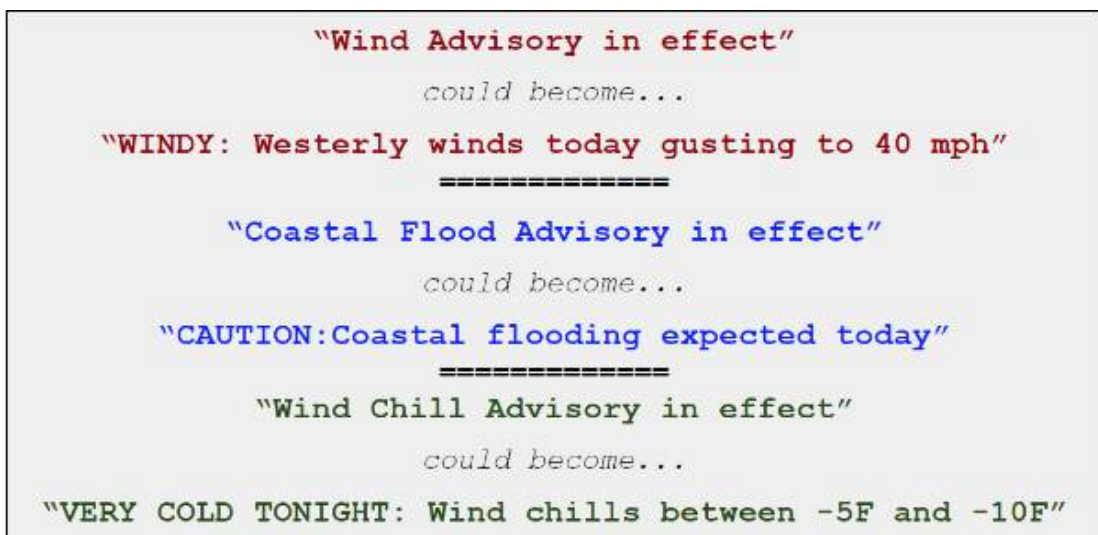 “Wind Advisory in effect”
could become...
“WINDY: Westerly winds today gusting to 40 mph”
=============
“Coastal Flood Advisory in effect”
could become...
“CAUTION:Coastal flooding expected today”
=============
“Wind Chill Advisory in effect”
could become...
“VERY COLD TONIGHT: Wind chills between -5F and -10F”